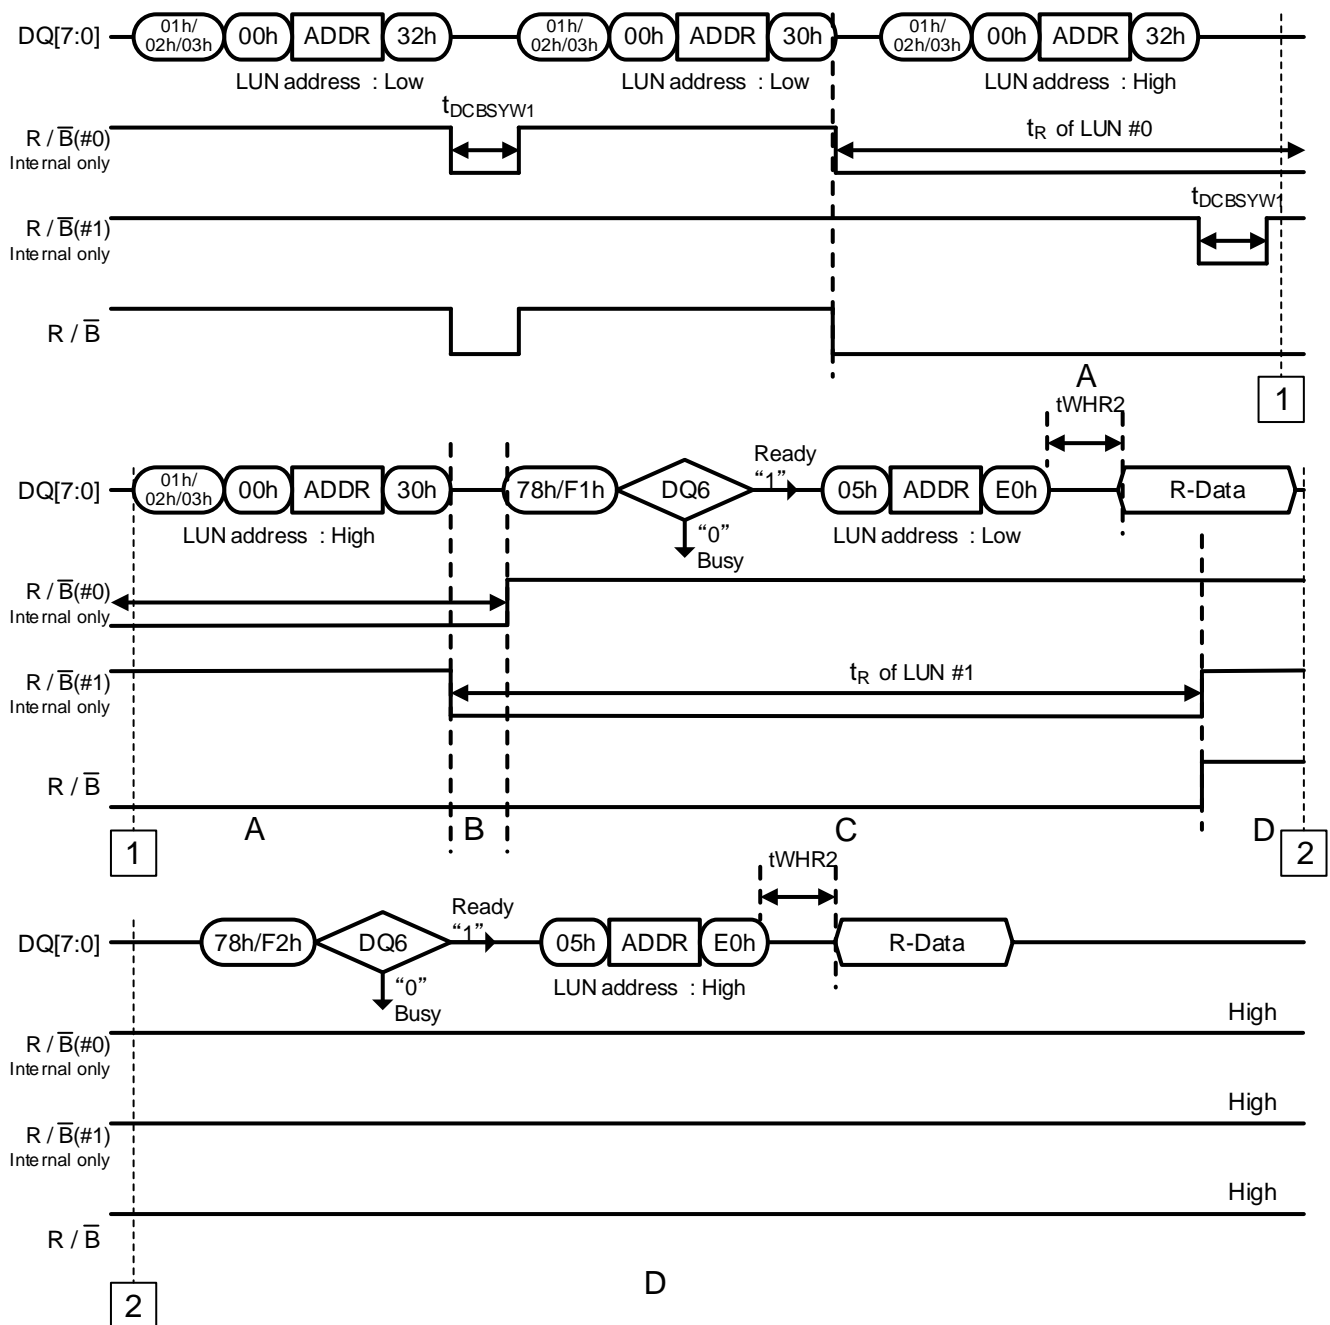 DQ[7:0] 01h/ 02h/03h 00h ADDR 32h 01h/ 02h/03h 00h ADDR 30h 01h/ 02h/03h 00h ADDR 32h
LUN address : Low LUN address : Low LUN address : High
tDCBSYW1
R / B̅(#0) tR of LUN #0
Internal only
tDCBSYW1
R / B̅(#1)
Internal only
R / B̅
A 1
tWHR2
DQ[7:0] 01h/ 02h/03h 00h ADDR 30h 78h/F1h DQ6 Ready “1” 05h ADDR E0h R-Data
LUN address : High “0” Busy LUN address : Low
R / B̅(#0)
Internal only
R / B̅(#1) tR of LUN #1
Internal only
R / B̅
1 A B C D 2
tWHR2
DQ[7:0] 78h/F2h DQ6 Ready “1” 05h ADDR E0h R-Data
“0” Busy LUN address : High
High
R / B̅(#0)
Internal only
High
R / B̅(#1)
Internal only
High
R / B̅
2 D